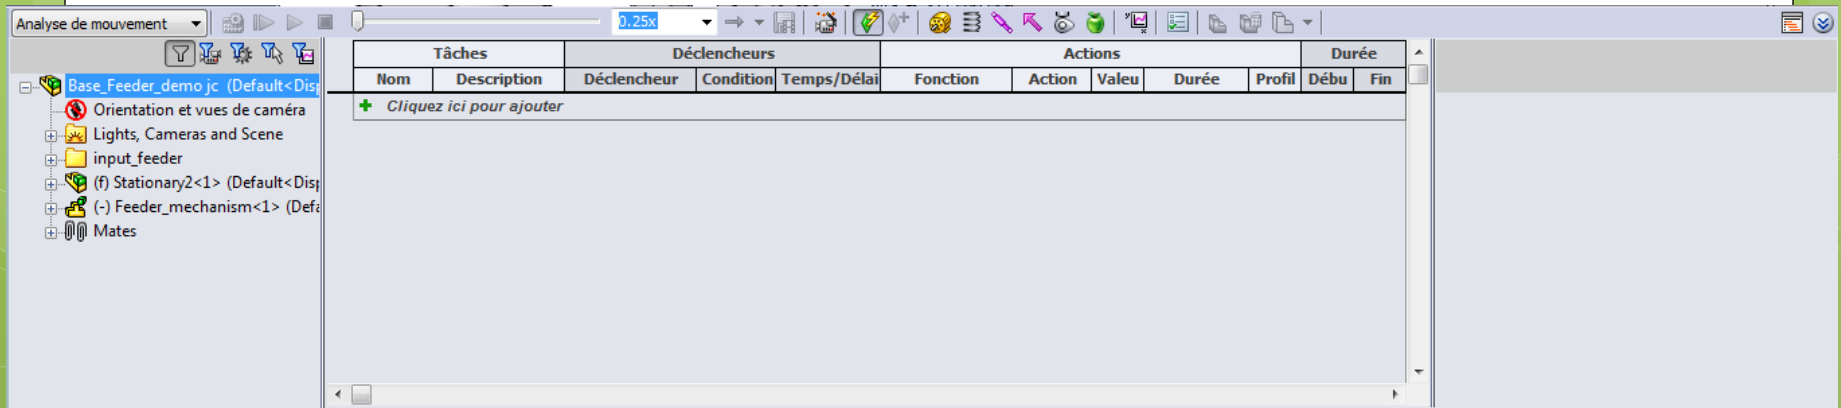 Analyse de mouvement
0.25x
Tâches Déclencheurs Actions Durée
Nom Description Déclencheur Condition Temps/Délai Fonction Action Valeu Durée Profil Débu Fin
Cliquez ici pour ajouter
Base_Feeder_demo jc (Default<Disp
Orientation et vues de caméra
Lights, Cameras and Scene
input_feeder
(f) Stationary2<1> (Default<Disp
(-) Feeder_mechanism<1> (Defa
Mates